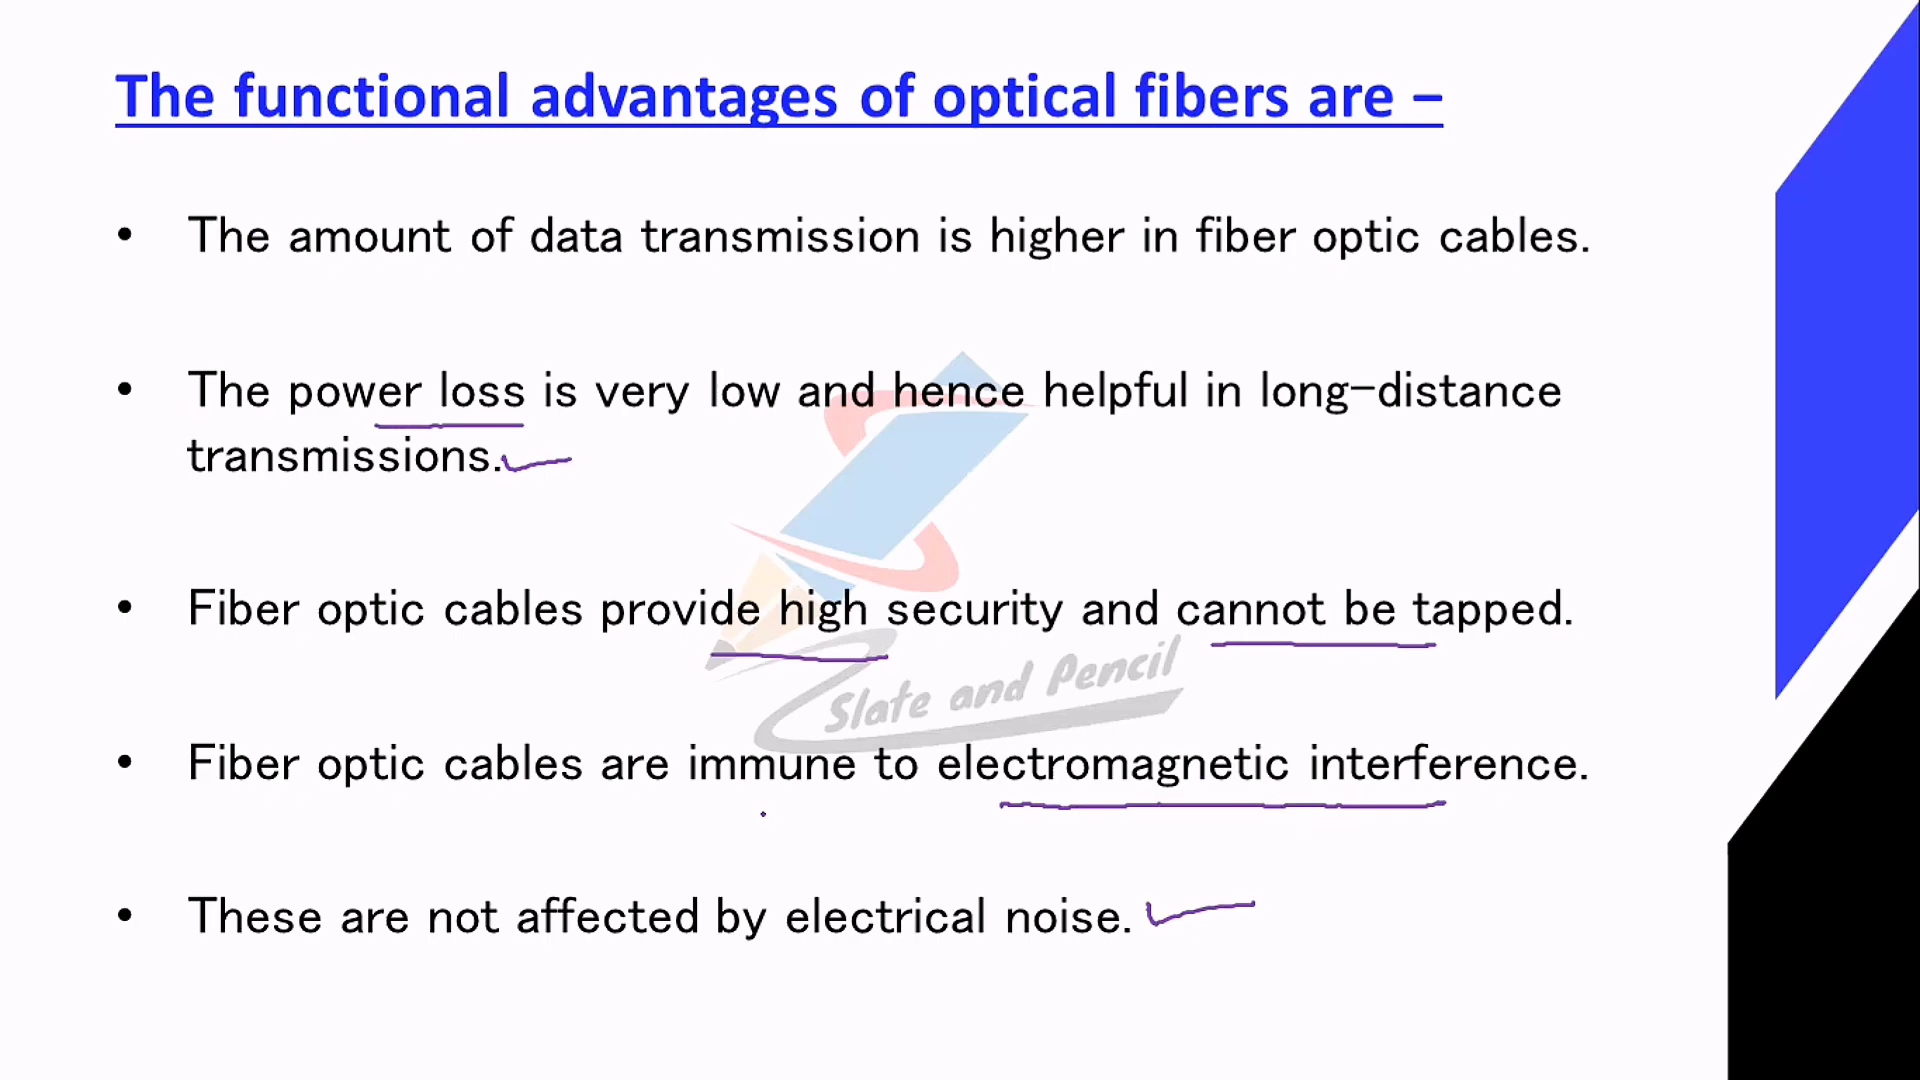 The functional advantages of optical fibers are –
• The amount of data transmission is higher in fiber optic cables.
• The power loss is very low and hence helpful in long-distance
transmissions.
• Fiber optic cables provide high security and cannot be tapped.
Slate and Pencil
• Fiber optic cables are immune to electromagnetic interference.
• These are not affected by electrical noise.